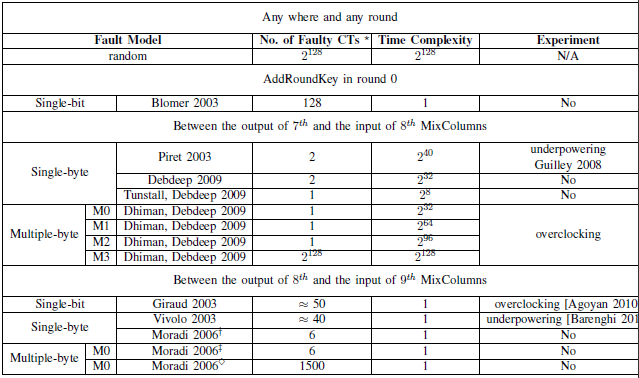 Any where and any round
Fault Model No. of Faulty CTs * Time Complexity Experiment
random 2^128 2^128 N/A
AddRoundKey in round 0
Single-bit Blomer 2003 128 1 No
Between the output of 7^th and the input of 8^th MixColumns
Single-byte Piret 2003 2 2^40 underpowering
Guilley 2008
Debdeep 2009 2 2^32 No
Tunstall, Debdeep 2009 1 2^8 No
Multiple-byte M0 Dhiman, Debdeep 2009 1 2^32 overclocking
M1 Dhiman, Debdeep 2009 1 2^64
M2 Dhiman, Debdeep 2009 1 2^96
M3 Dhiman, Debdeep 2009 2^128 2^128
Between the output of 8^th and the input of 9^th MixColumns
Single-bit Giraud 2003 ≈ 50 1 overclocking [Agoyan 2010
Single-byte Vivolo 2003 ≈ 40 1 underpowering [Barenghi 201
Moradi 2006† 6 1 No
Multiple-byte M0 Moradi 2006‡ 6 1 No
M0 Moradi 2006◇ 1500 1 No